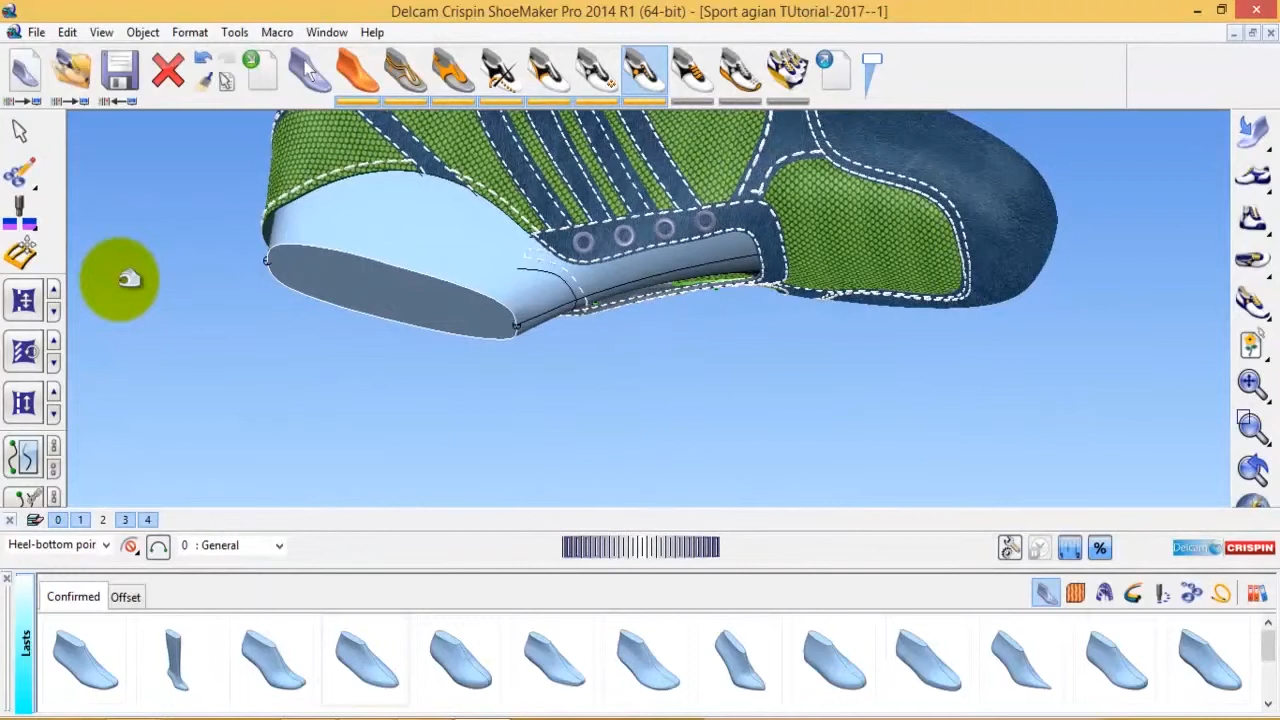 Delcam Crispin ShoeMaker Pro 2014 R1 (64-bit) - [Sport agian TUtorial-2017--1]
File Edit View Object Format Tools Macro Window Help
0 1 2 3 4
Heel-bottom poir 0 : General % Delcam CRISPIN
Confirmed Offset
Lasts